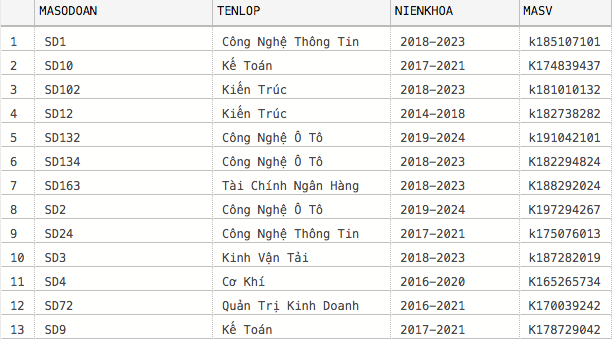 MASODOAN TENLOP NIENKHOA MASV
1 SD1 Công Nghệ Thông Tin 2018-2023 k185107101
2 SD10 Kế Toán 2017-2021 K174839437
3 SD102 Kiến Trúc 2018-2023 k181010132
4 SD12 Kiến Trúc 2014-2018 k182738282
5 SD132 Công Nghệ Ô Tô 2019-2024 k191042101
6 SD134 Công Nghệ Ô Tô 2018-2023 K182294824
7 SD163 Tài Chính Ngân Hàng 2018-2023 K188292024
8 SD2 Công Nghệ Ô Tô 2019-2024 K197294267
9 SD24 Công Nghệ Thông Tin 2017-2021 k175076013
10 SD3 Kinh Vận Tải 2018-2023 k187282019
11 SD4 Cơ Khí 2016-2020 K165265734
12 SD72 Quản Trị Kinh Doanh 2016-2021 K170039242
13 SD9 Kế Toán 2017-2021 K178729042